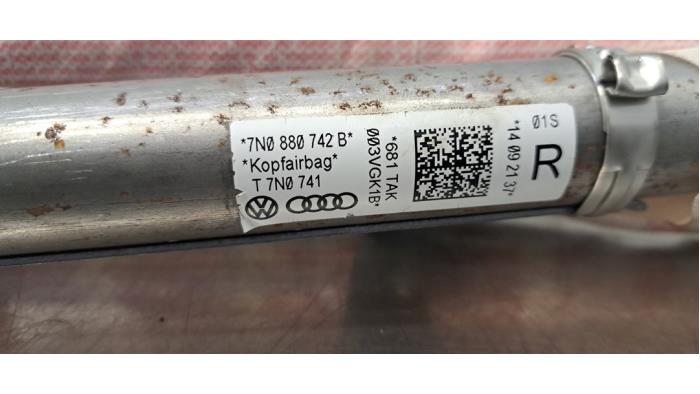 *7N0 880 742 B*
*Kopfairbag*
T 7N0 741
*681 TAK
003VGK1B*
01S
R
*14 09 21 37*